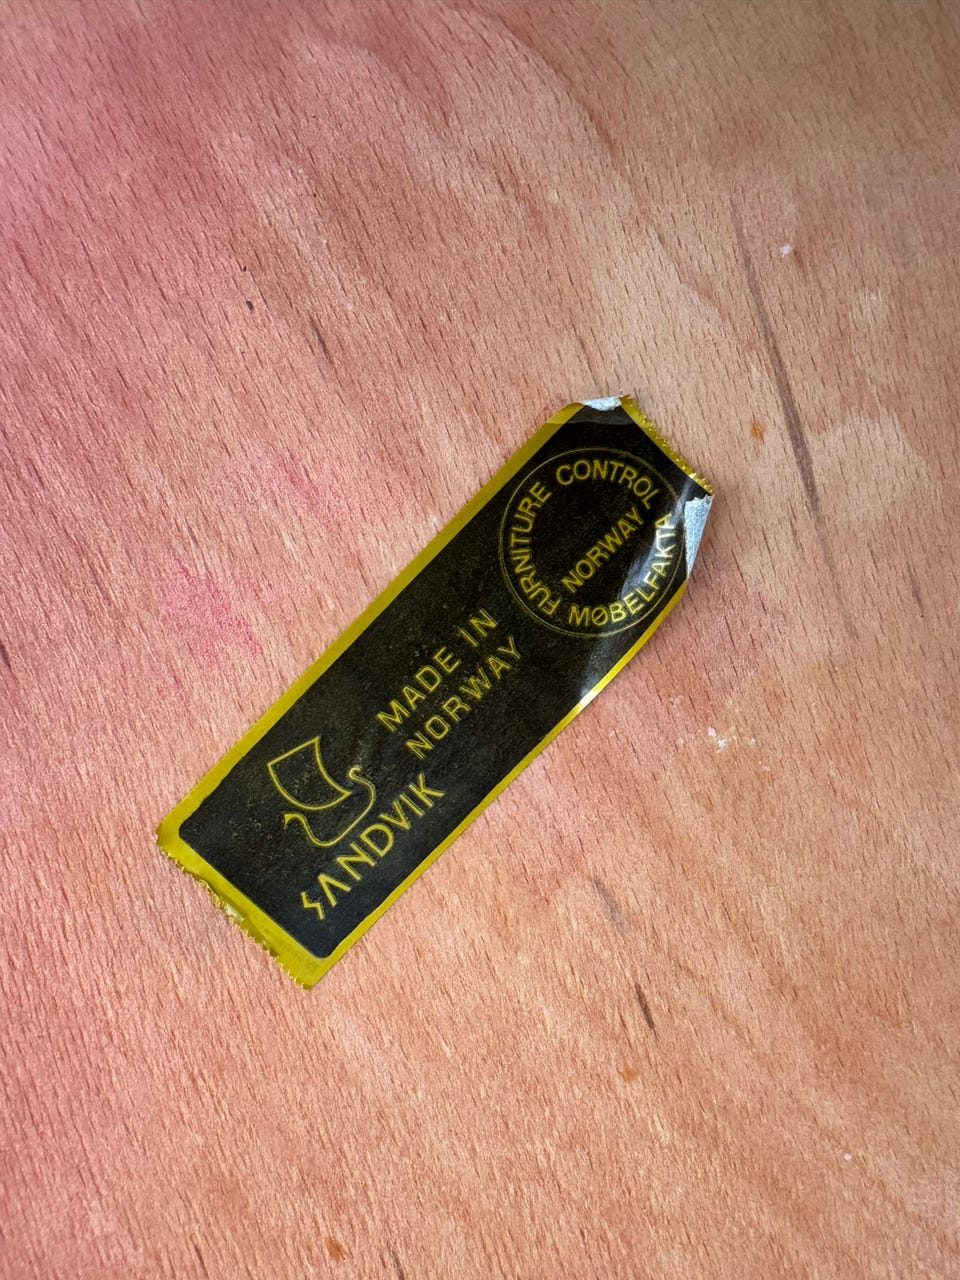 FURNITURE CONTROL
NORWAY
MØBELFAKTA
MADE IN
NORWAY
SANDVIK